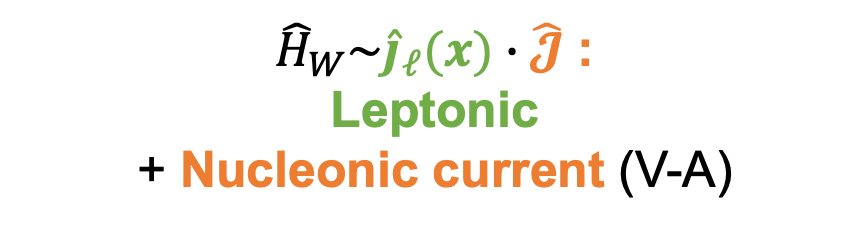 Ĥ_W~ĵ_ℓ(x) · 𝒥̂ :
Leptonic
+ Nucleonic current (V-A)